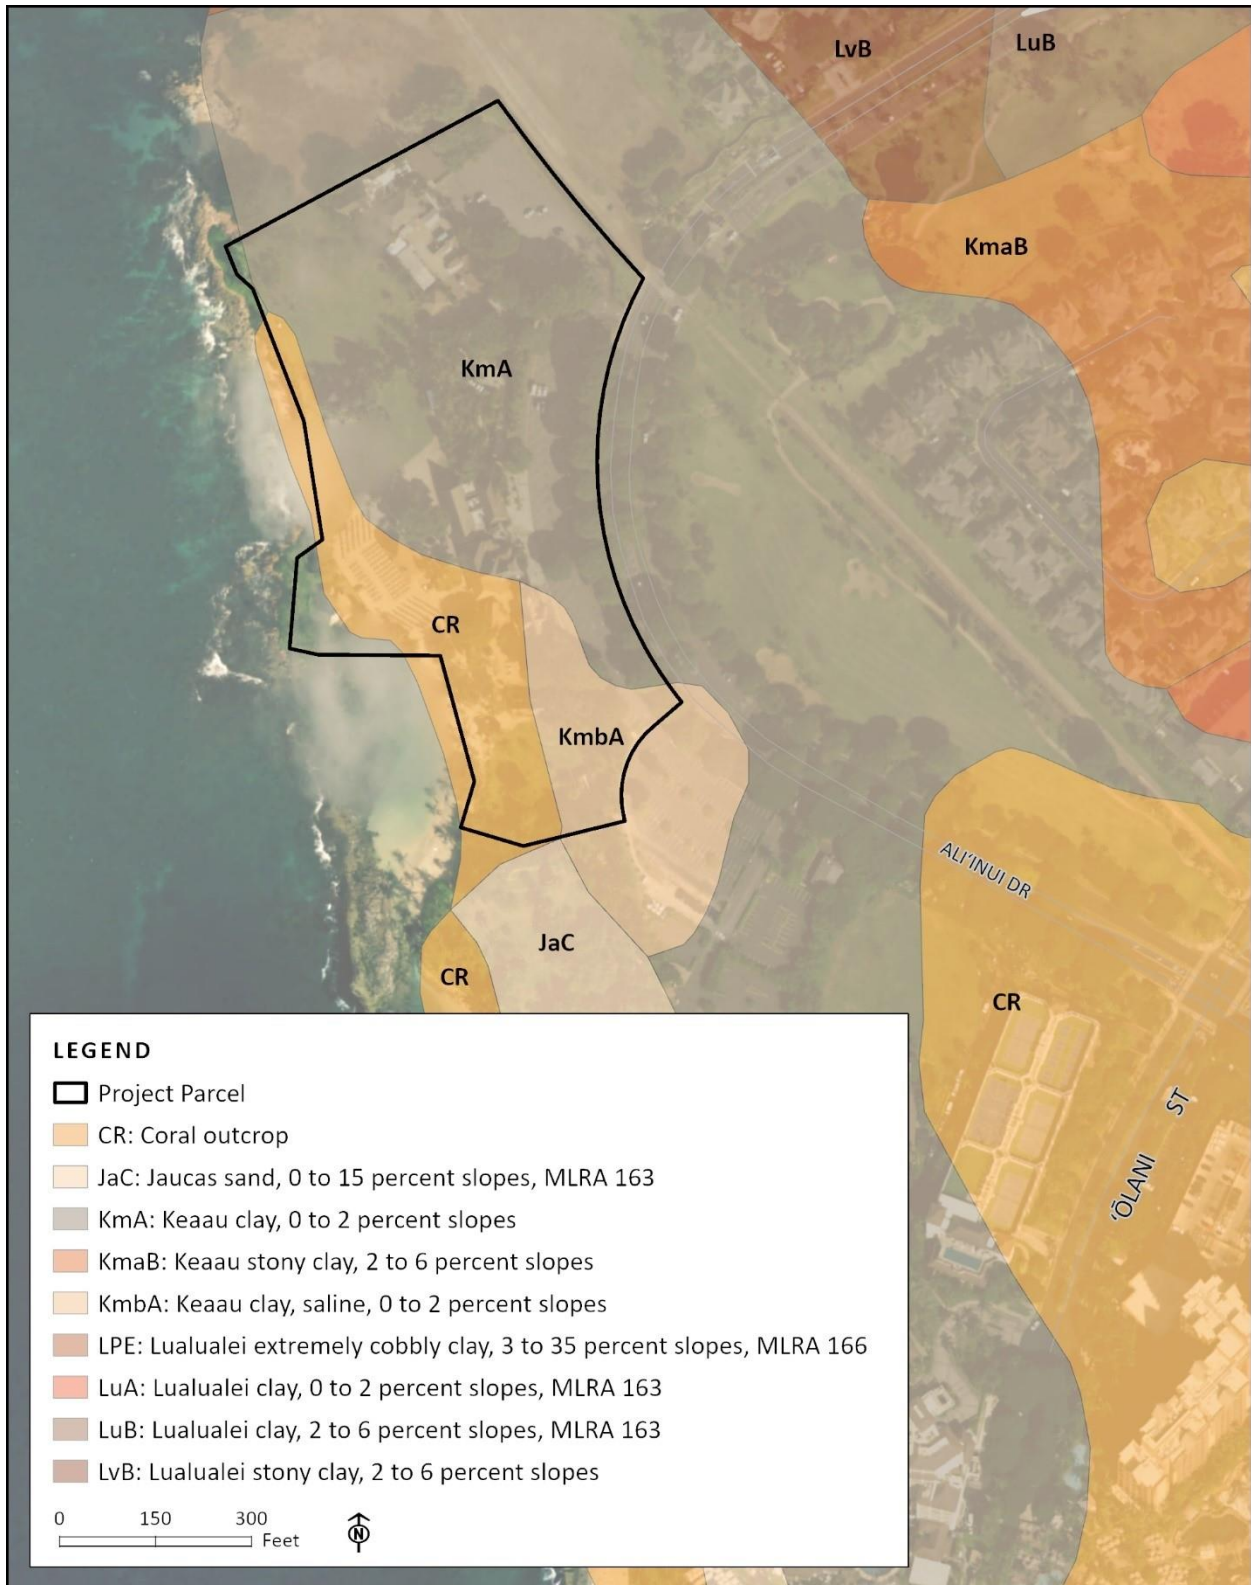 LvB
LuB
KmaB
KmA
CR
KmbA
ALIʻINUI DR
JaC
CR
CR
ʻŌLANI ST
LEGEND
Project Parcel
CR: Coral outcrop
JaC: Jaucas sand, 0 to 15 percent slopes, MLRA 163
KmA: Keaau clay, 0 to 2 percent slopes
KmaB: Keaau stony clay, 2 to 6 percent slopes
KmbA: Keaau clay, saline, 0 to 2 percent slopes
LPE: Lualualei extremely cobbly clay, 3 to 35 percent slopes, MLRA 166
LuA: Lualualei clay, 0 to 2 percent slopes, MLRA 163
LuB: Lualualei clay, 2 to 6 percent slopes, MLRA 163
LvB: Lualualei stony clay, 2 to 6 percent slopes
0 150 300
Feet
N